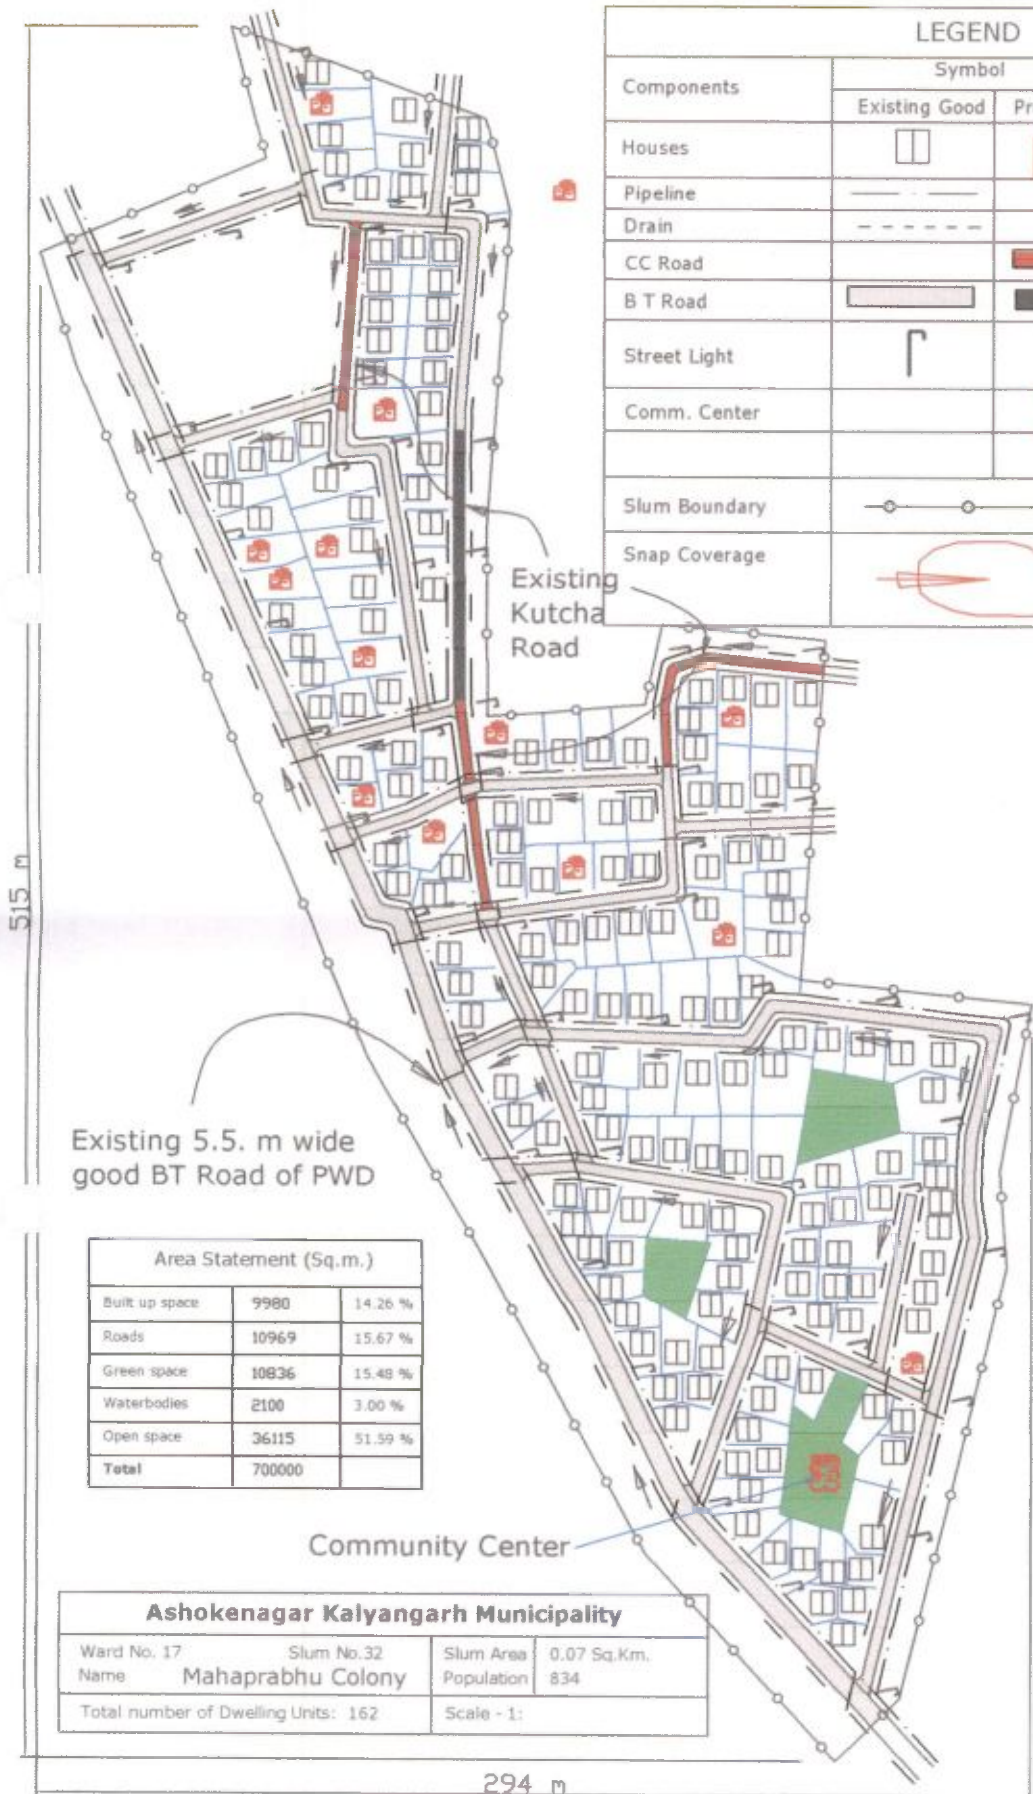 LEGEND
Components
Symbol
Existing Good
Pr
Houses
Pipeline
Drain
CC Road
B T Road
Street Light
Comm. Center
Slum Boundary
Snap Coverage
Existing
Kutcha
Road
515 m
Existing 5.5. m wide
good BT Road of PWD
Area Statement (Sq.m.)
Built up space 9980 14.26 %
Roads 10969 15.67 %
Green space 10836 15.48 %
Waterbodies 2100 3.00 %
Open space 36115 51.59 %
Total 700000
Community Center
Ashokenagar Kalyangarh Municipality
Ward No. 17 Slum No.32 Slum Area 0.07 Sq.Km.
Name Mahaprabhu Colony Population 834
Total number of Dwelling Units: 162 Scale - 1:
294 m